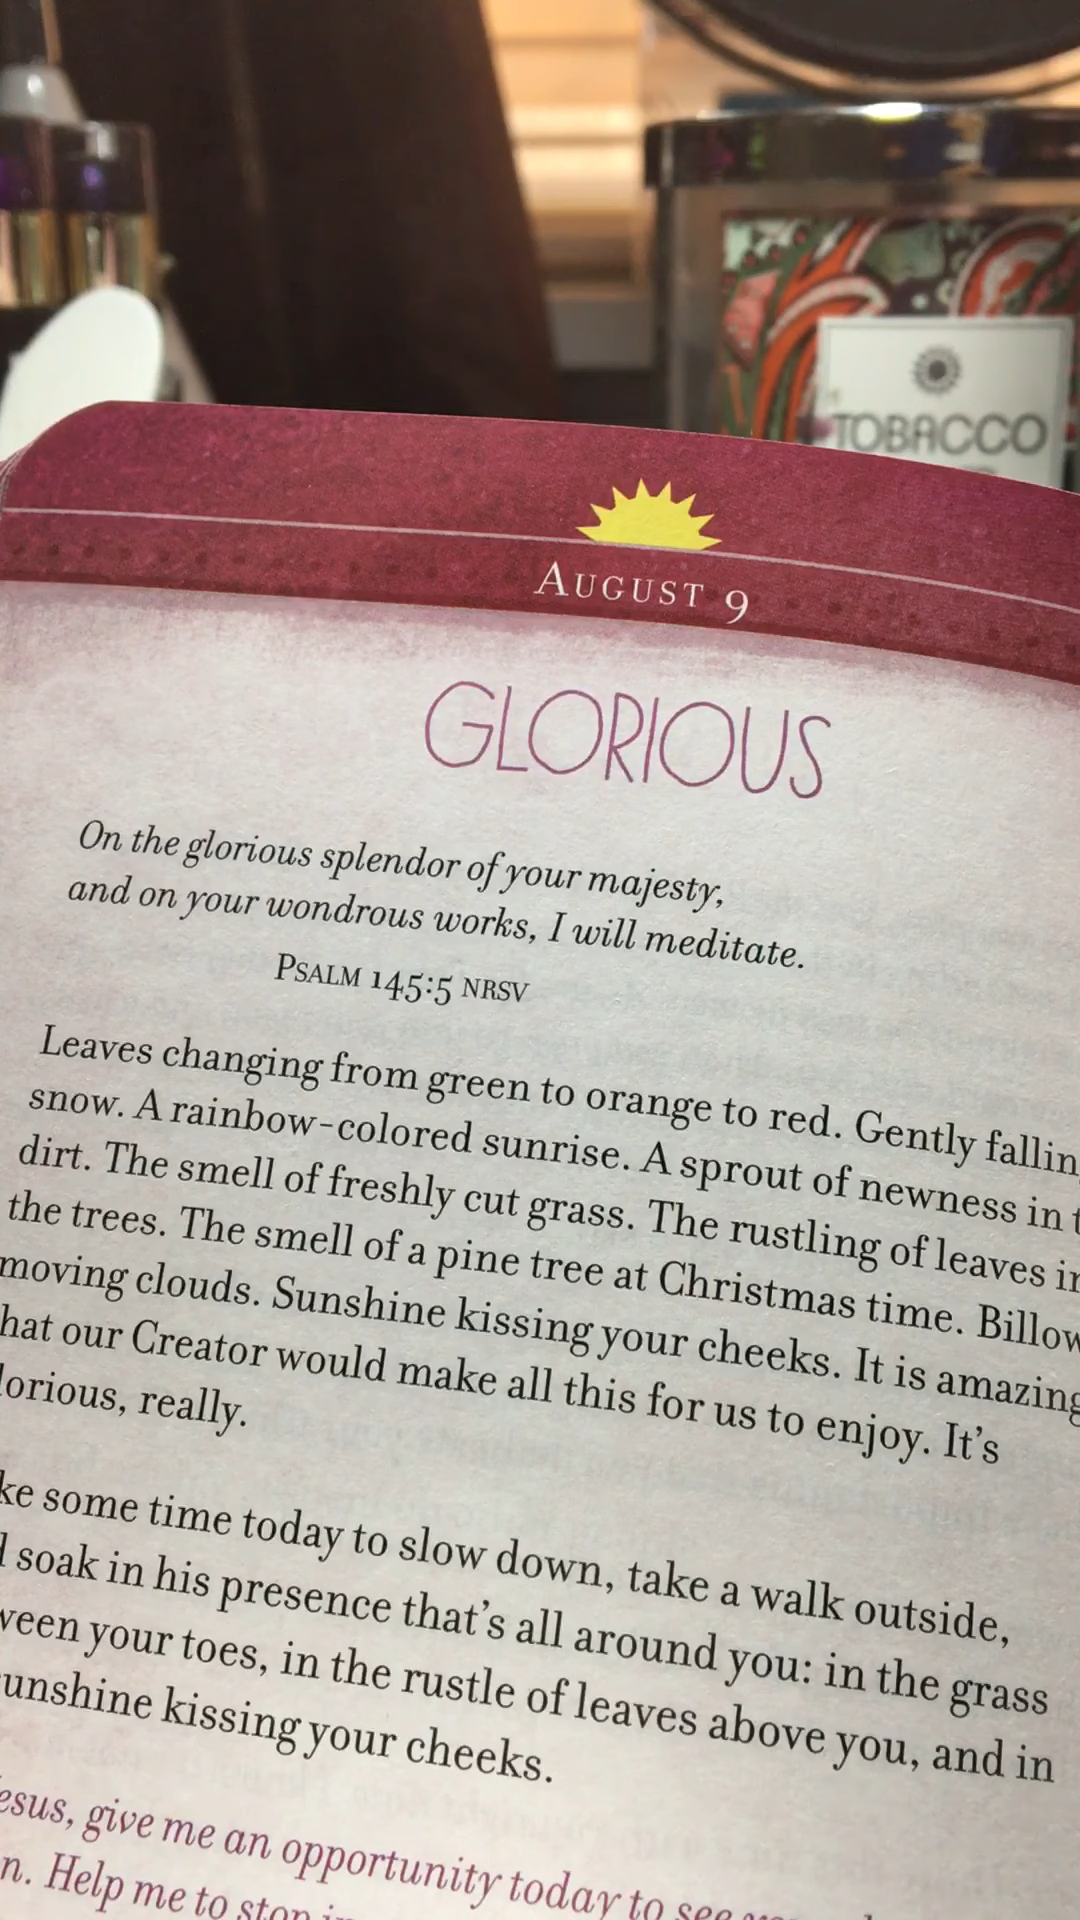 TOBACCO
AUGUST 9
GLORIOUS
On the glorious splendor of your majesty,
and on your wondrous works, I will meditate.
PSALM 145:5 NRSV
Leaves changing from green to orange to red. Gently fallin
snow. A rainbow-colored sunrise. A sprout of newness in t
dirt. The smell of freshly cut grass. The rustling of leaves in
the trees. The smell of a pine tree at Christmas time. Billow
moving clouds. Sunshine kissing your cheeks. It is amazing
hat our Creator would make all this for us to enjoy. It's
lorious, really.
ke some time today to slow down, take a walk outside,
d soak in his presence that's all around you: in the grass
ween your toes, in the rustle of leaves above you, and in
unshine kissing your cheeks.
esus, give me an opportunity today to see
n. Help me to stop